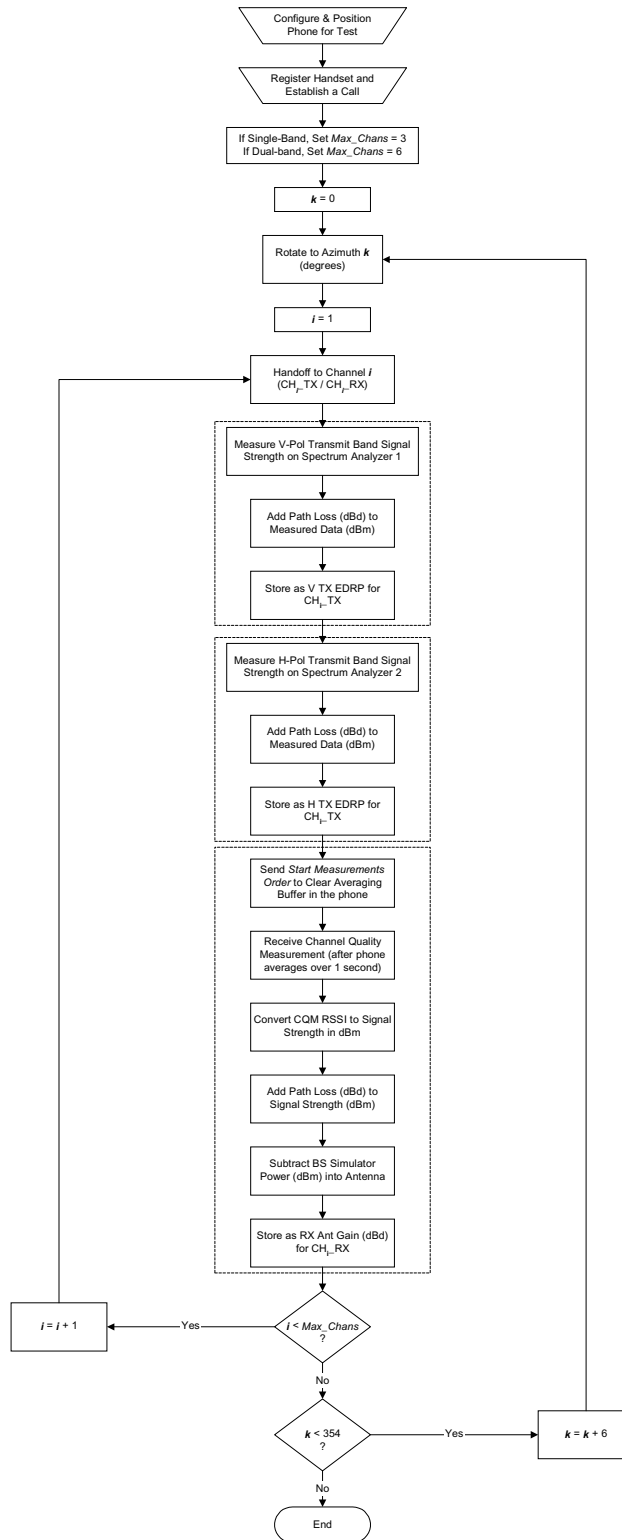 Configure & Position
Phone for Test
Register Handset and
Establish a Call
If Single-Band, Set Max_Chans = 3
If Dual-band, Set Max_Chans = 6
k = 0
Rotate to Azimuth k
(degrees)
i = 1
Handoff to Channel i
(CH_i_TX / CH_i_RX)
Measure V-Pol Transmit Band Signal
Strength on Spectrum Analyzer 1
Add Path Loss (dBd) to
Measured Data (dBm)
Store as V TX EDRP for
CH_i_TX
Measure H-Pol Transmit Band Signal
Strength on Spectrum Analyzer 2
Add Path Loss (dBd) to
Measured Data (dBm)
Store as H TX EDRP for
CH_i_TX
Send Start Measurements
Order to Clear Averaging
Buffer in the phone
Receive Channel Quality
Measurement (after phone
averages over 1 second)
Convert CQM RSSI to Signal
Strength in dBm
Add Path Loss (dBd) to
Signal Strength (dBm)
Subtract BS Simulator
Power (dBm) into Antenna
Store as RX Ant Gain (dBd)
for CH_i_RX
i < Max_Chans
?
Yes
i = i + 1
No
k < 354
?
Yes
k = k + 6
No
End